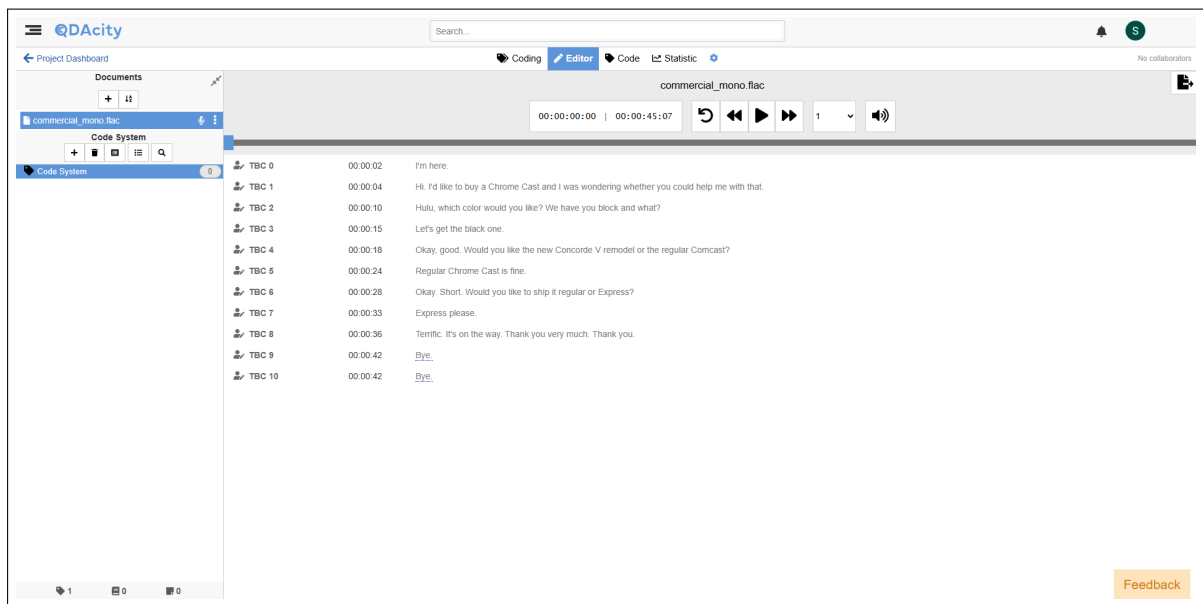 QDAcity
Search...
S
Project Dashboard
Coding Editor Code Statistic
No collaborators
Documents
commercial_mono.flac
Code System
Code System 0
1 0 0
commercial_mono.flac
00:00:00:00 | 00:00:45:07
1
TBC 0 00:00:02 I'm here.
TBC 1 00:00:04 Hi. I'd like to buy a Chrome Cast and I was wondering whether you could help me with that.
TBC 2 00:00:10 Hulu, which color would you like? We have you block and what?
TBC 3 00:00:15 Let's get the black one.
TBC 4 00:00:18 Okay, good. Would you like the new Concorde V remodel or the regular Comcast?
TBC 5 00:00:24 Regular Chrome Cast is fine.
TBC 6 00:00:28 Okay. Short. Would you like to ship it regular or Express?
TBC 7 00:00:33 Express please.
TBC 8 00:00:36 Terrific. It's on the way. Thank you very much. Thank you.
TBC 9 00:00:42 Bye.
TBC 10 00:00:42 Bye.
Feedback